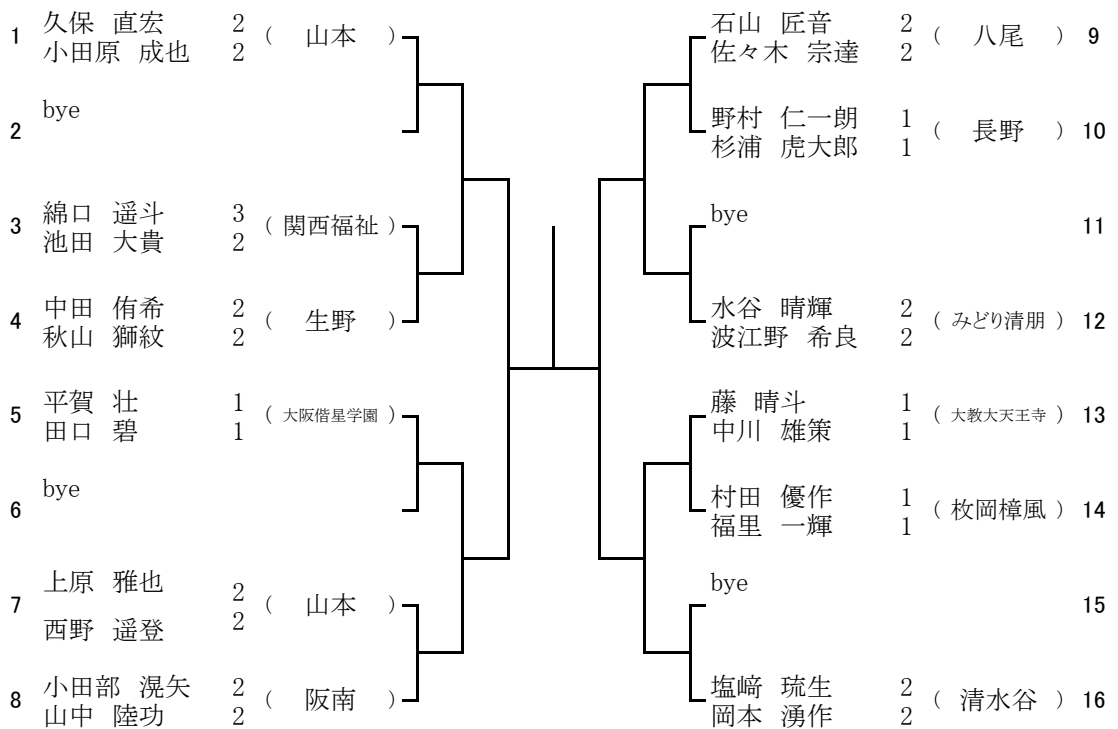 1 久保 直宏 2 ( 山本 )
小田原 成也 2
2 bye
3 綿口 遥斗 3 ( 関西福祉 )
池田 大貴 2
4 中田 侑希 2 ( 生野 )
秋山 獅紋 2
5 平賀 壮 1 ( 大阪偕星学園 )
田口 碧 1
6 bye
7 上原 雅也 2 ( 山本 )
西野 遥登 2
8 小田部 滉矢 2 ( 阪南 )
山中 陸功 2
石山 匠音 2 ( 八尾 ) 9
佐々木 宗達 2
野村 仁一朗 1 ( 長野 ) 10
杉浦 虎大郎 1
bye 11
水谷 晴輝 2 ( みどり清朋 ) 12
波江野 希良 2
藤 晴斗 1 ( 大教大天王寺 ) 13
中川 雄策 1
村田 優作 1 ( 枚岡樟風 ) 14
福里 一輝 1
bye 15
塩﨑 琉生 2 ( 清水谷 ) 16
岡本 湧作 2